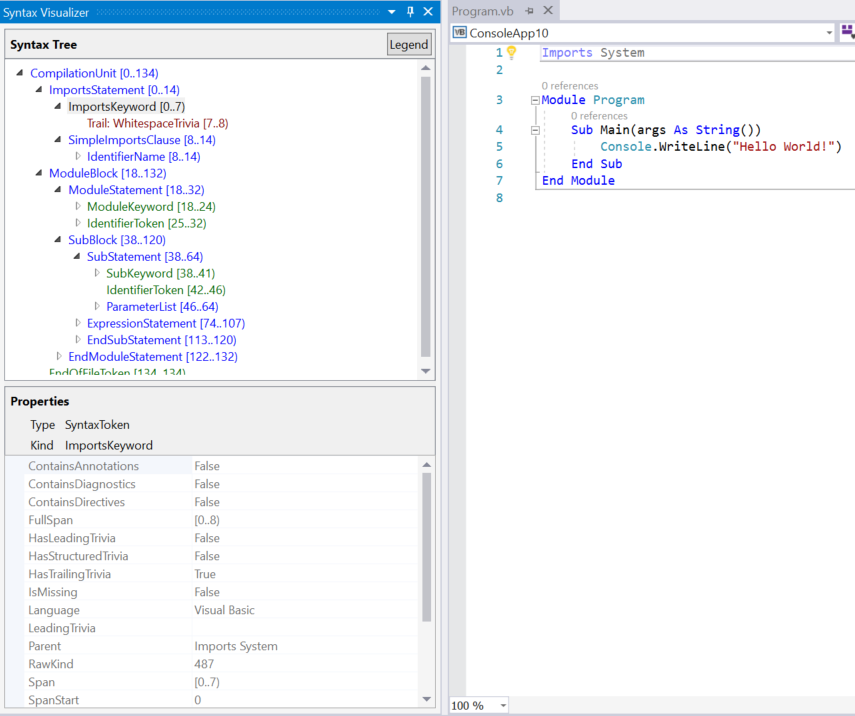 Syntax Visualizer
Syntax Tree
Legend
CompilationUnit [0..134)
ImportsStatement [0..14)
ImportsKeyword [0..7)
Trail: WhitespaceTrivia [7..8)
SimpleImportsClause [8..14)
IdentifierName [8..14)
ModuleBlock [18..132)
ModuleStatement [18..32)
ModuleKeyword [18..24)
IdentifierToken [25..32)
SubBlock [38..120)
SubStatement [38..64)
SubKeyword [38..41)
IdentifierToken [42..46)
ParameterList [46..64)
ExpressionStatement [74..107)
EndSubStatement [113..120)
EndModuleStatement [122..132)
EndOfFileToken [134..134)
Properties
Type SyntaxToken
Kind ImportsKeyword
ContainsAnnotations False
ContainsDiagnostics False
ContainsDirectives False
FullSpan [0..8)
HasLeadingTrivia False
HasStructuredTrivia False
HasTrailingTrivia True
IsMissing False
Language Visual Basic
LeadingTrivia
Parent Imports System
RawKind 487
Span [0..7)
SpanStart 0
Program.vb
VB ConsoleApp10
1 Imports System
2
0 references
3 Module Program
0 references
4 Sub Main(args As String())
5 Console.WriteLine("Hello World!")
6 End Sub
7 End Module
8
100 %